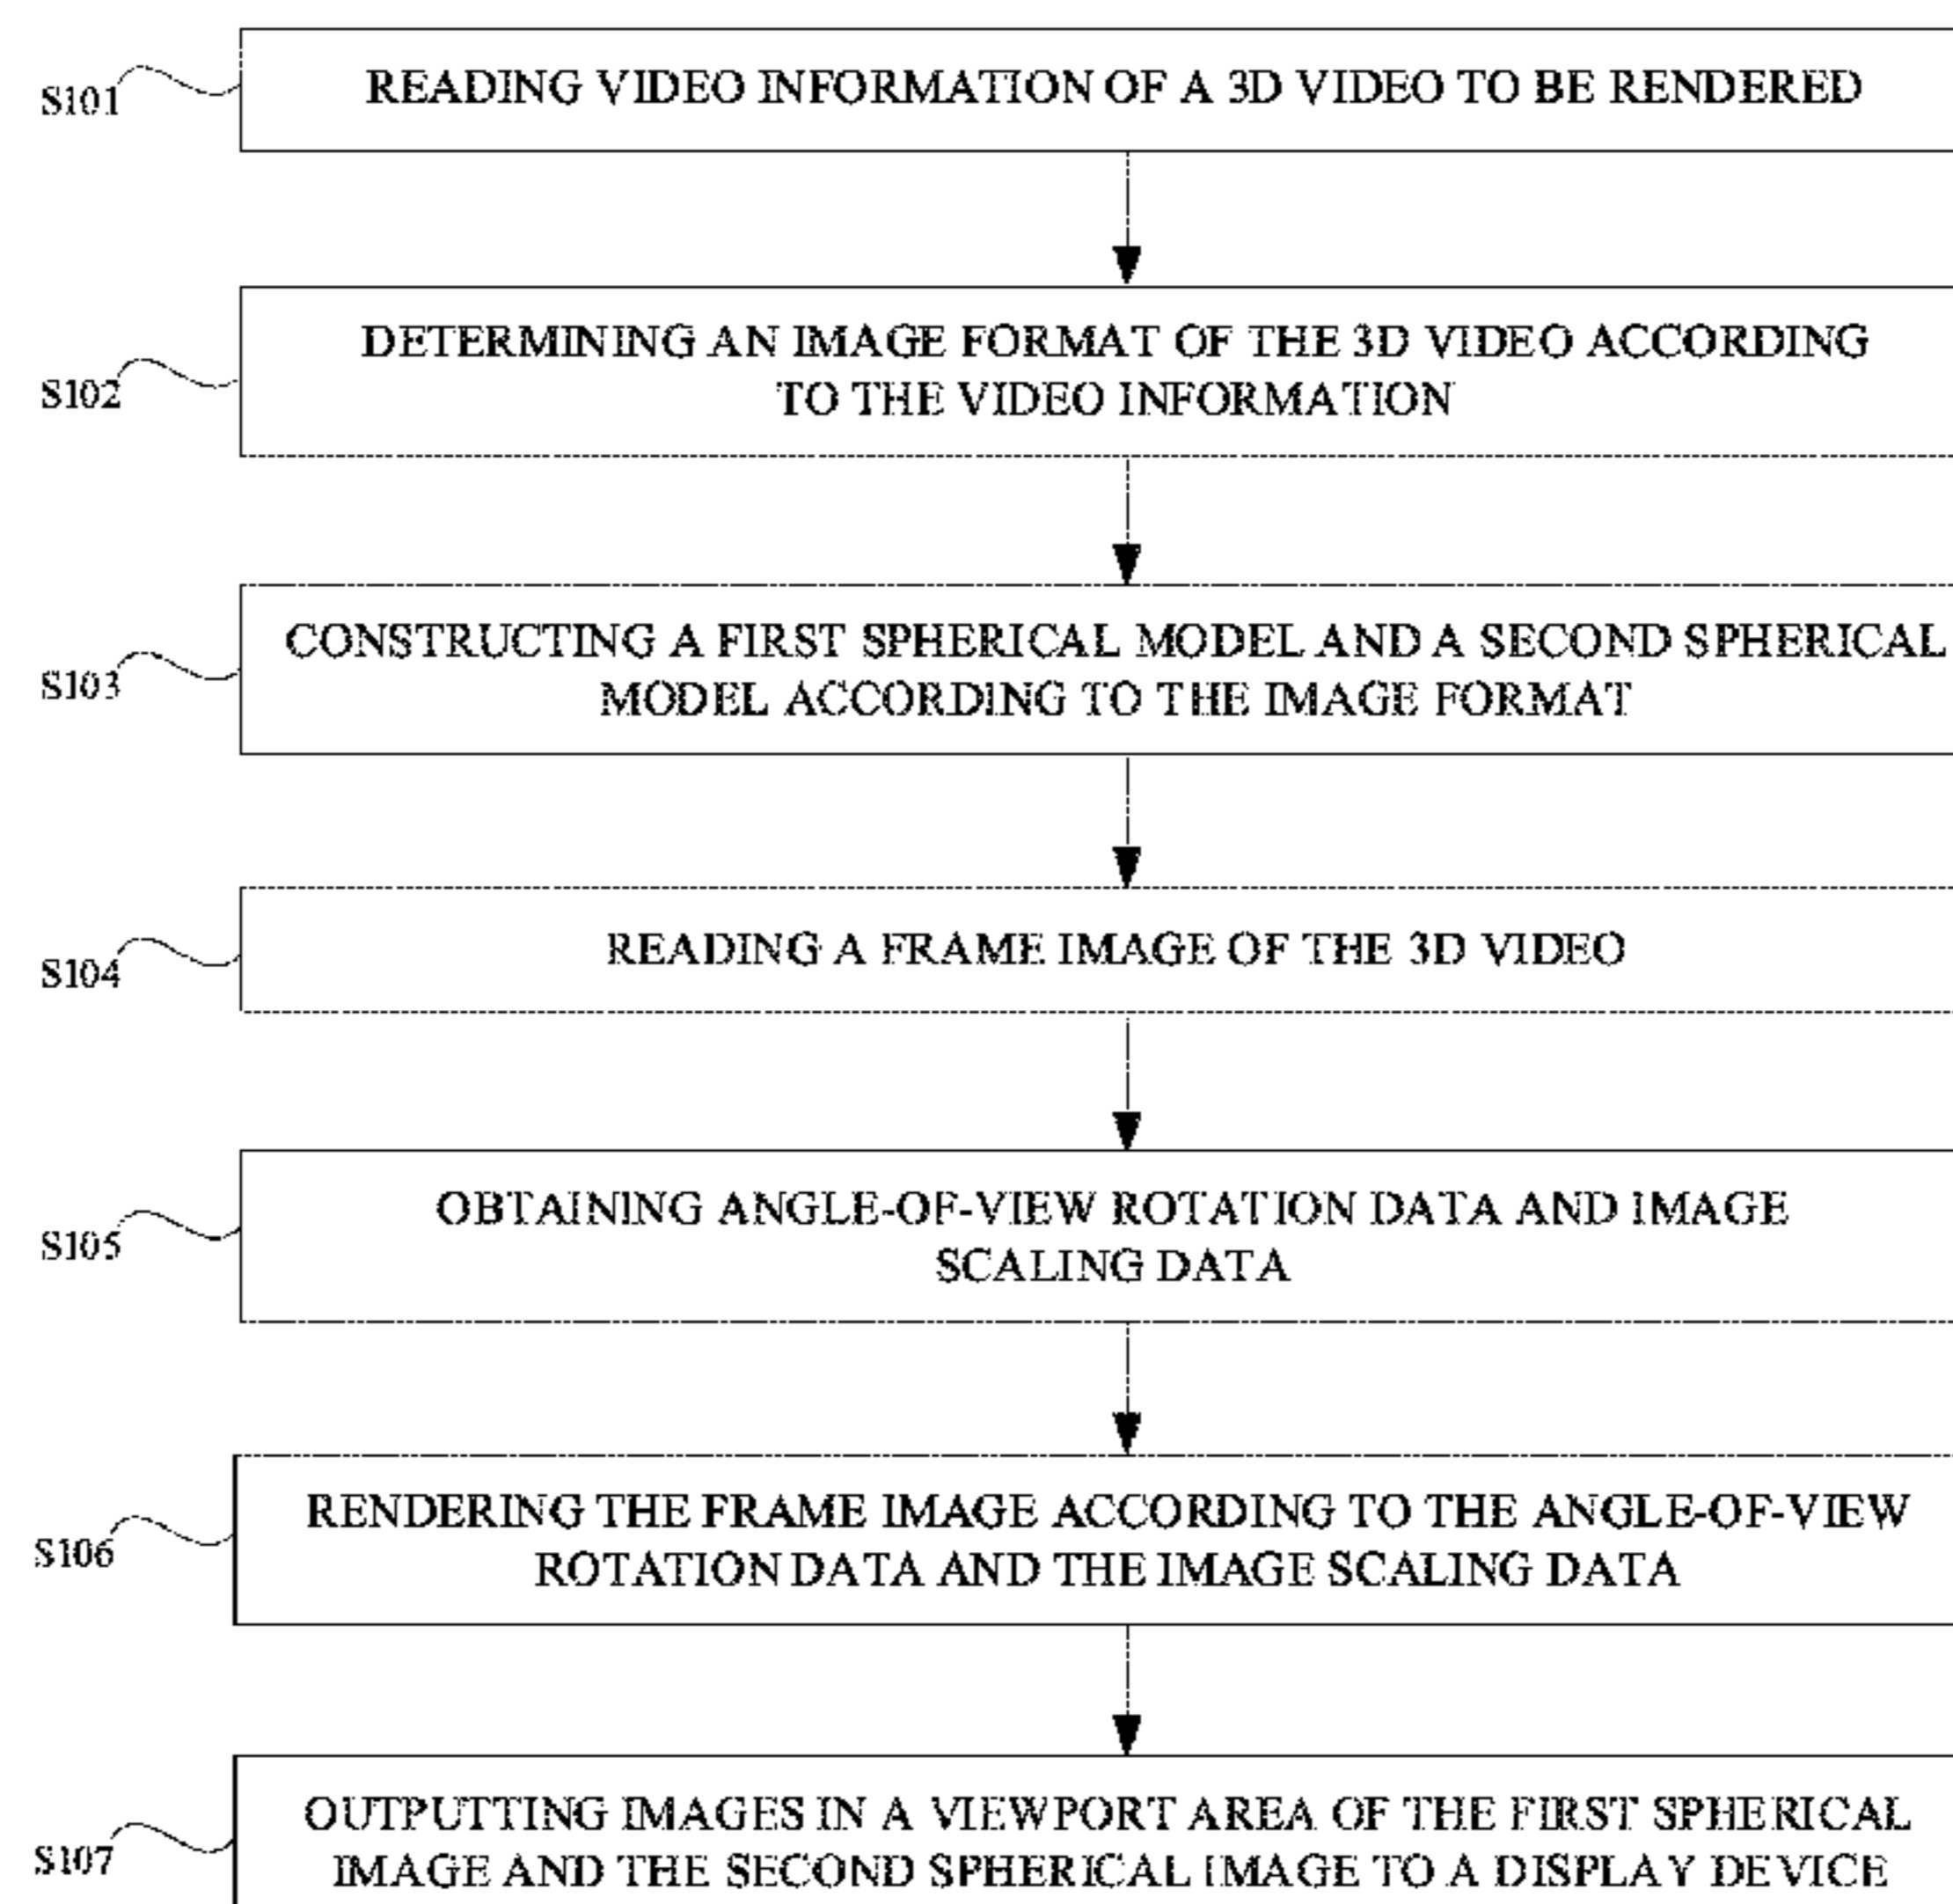 S101
READING VIDEO INFORMATION OF A 3D VIDEO TO BE RENDERED
S102
DETERMINING AN IMAGE FORMAT OF THE 3D VIDEO ACCORDING
TO THE VIDEO INFORMATION
S103
CONSTRUCTING A FIRST SPHERICAL MODEL AND A SECOND SPHERICAL
MODEL ACCORDING TO THE IMAGE FORMAT
S104
READING A FRAME IMAGE OF THE 3D VIDEO
S105
OBTAINING ANGLE-OF-VIEW ROTATION DATA AND IMAGE
SCALING DATA
S106
RENDERING THE FRAME IMAGE ACCORDING TO THE ANGLE-OF-VIEW
ROTATION DATA AND THE IMAGE SCALING DATA
S107
OUTPUTTING IMAGES IN A VIEWPORT AREA OF THE FIRST SPHERICAL
IMAGE AND THE SECOND SPHERICAL IMAGE TO A DISPLAY DEVICE